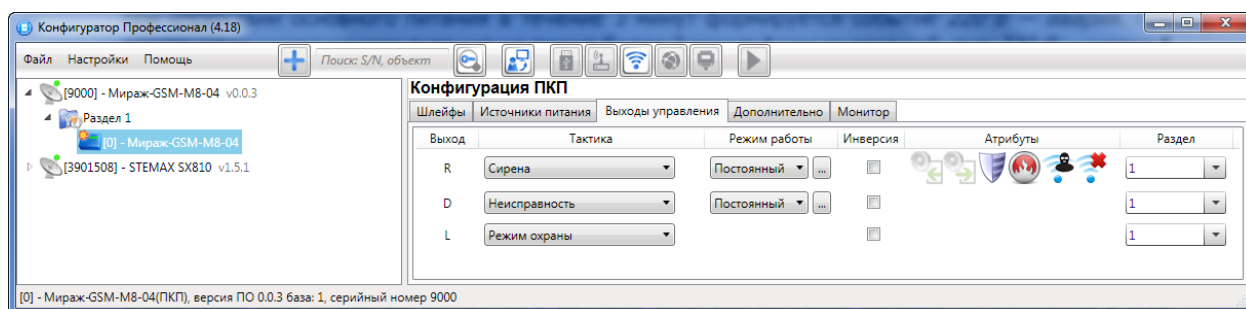 Конфигуратор Профессионал (4.18)
Файл Настройки Помощь Поиск: S/N, объект
[9000] - Мираж-GSM-M8-04 v0.0.3
Раздел 1
[0] - Мираж-GSM-M8-04
[3901508] - STEMAX SX810 v1.5.1
Конфигурация ПКП
Шлейфы Источники питания Выходы управления Дополнительно Монитор
Выход Тактика Режим работы Инверсия Атрибуты Раздел
R Сирена Постоянный ... 1
D Неисправность Постоянный ... 1
L Режим охраны 1
[0] - Мираж-GSM-M8-04(ПКП), версия ПО 0.0.3 база: 1, серийный номер 9000